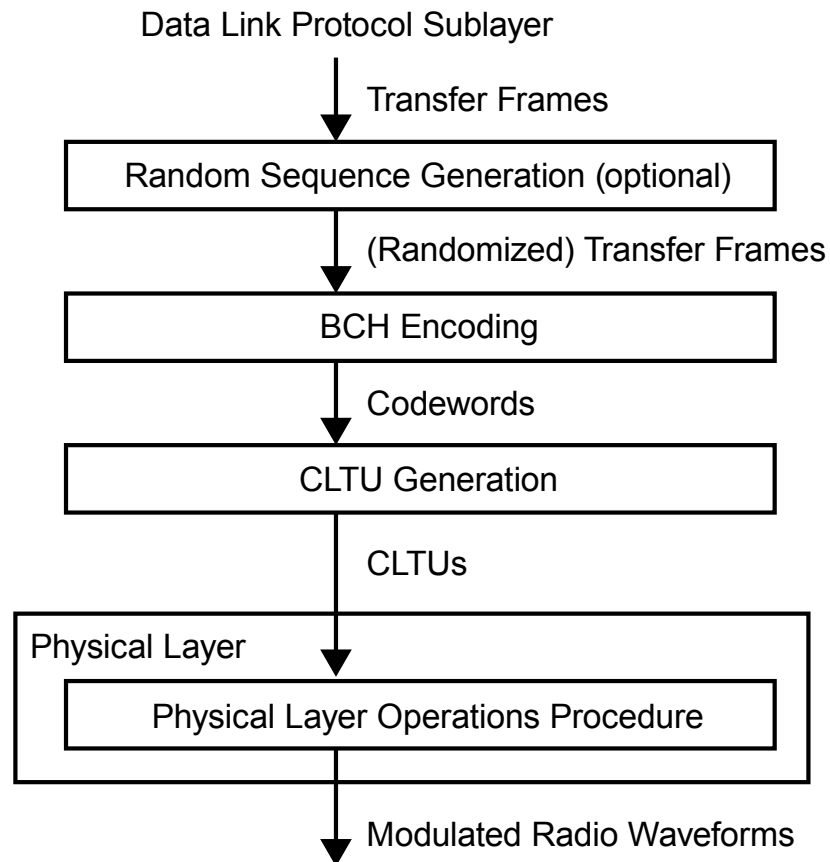 Data Link Protocol Sublayer
Transfer Frames
Random Sequence Generation (optional)
(Randomized) Transfer Frames
BCH Encoding
Codewords
CLTU Generation
CLTUs
Physical Layer
Physical Layer Operations Procedure
Modulated Radio Waveforms